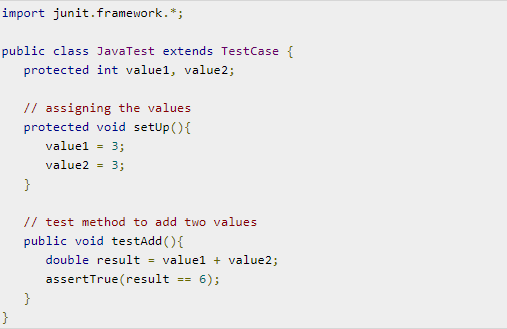 import junit.framework.*;

public class JavaTest extends TestCase {
   protected int value1, value2;

   // assigning the values
   protected void setUp(){
      value1 = 3;
      value2 = 3;
   }

   // test method to add two values
   public void testAdd(){
      double result = value1 + value2;
      assertTrue(result == 6);
   }
}